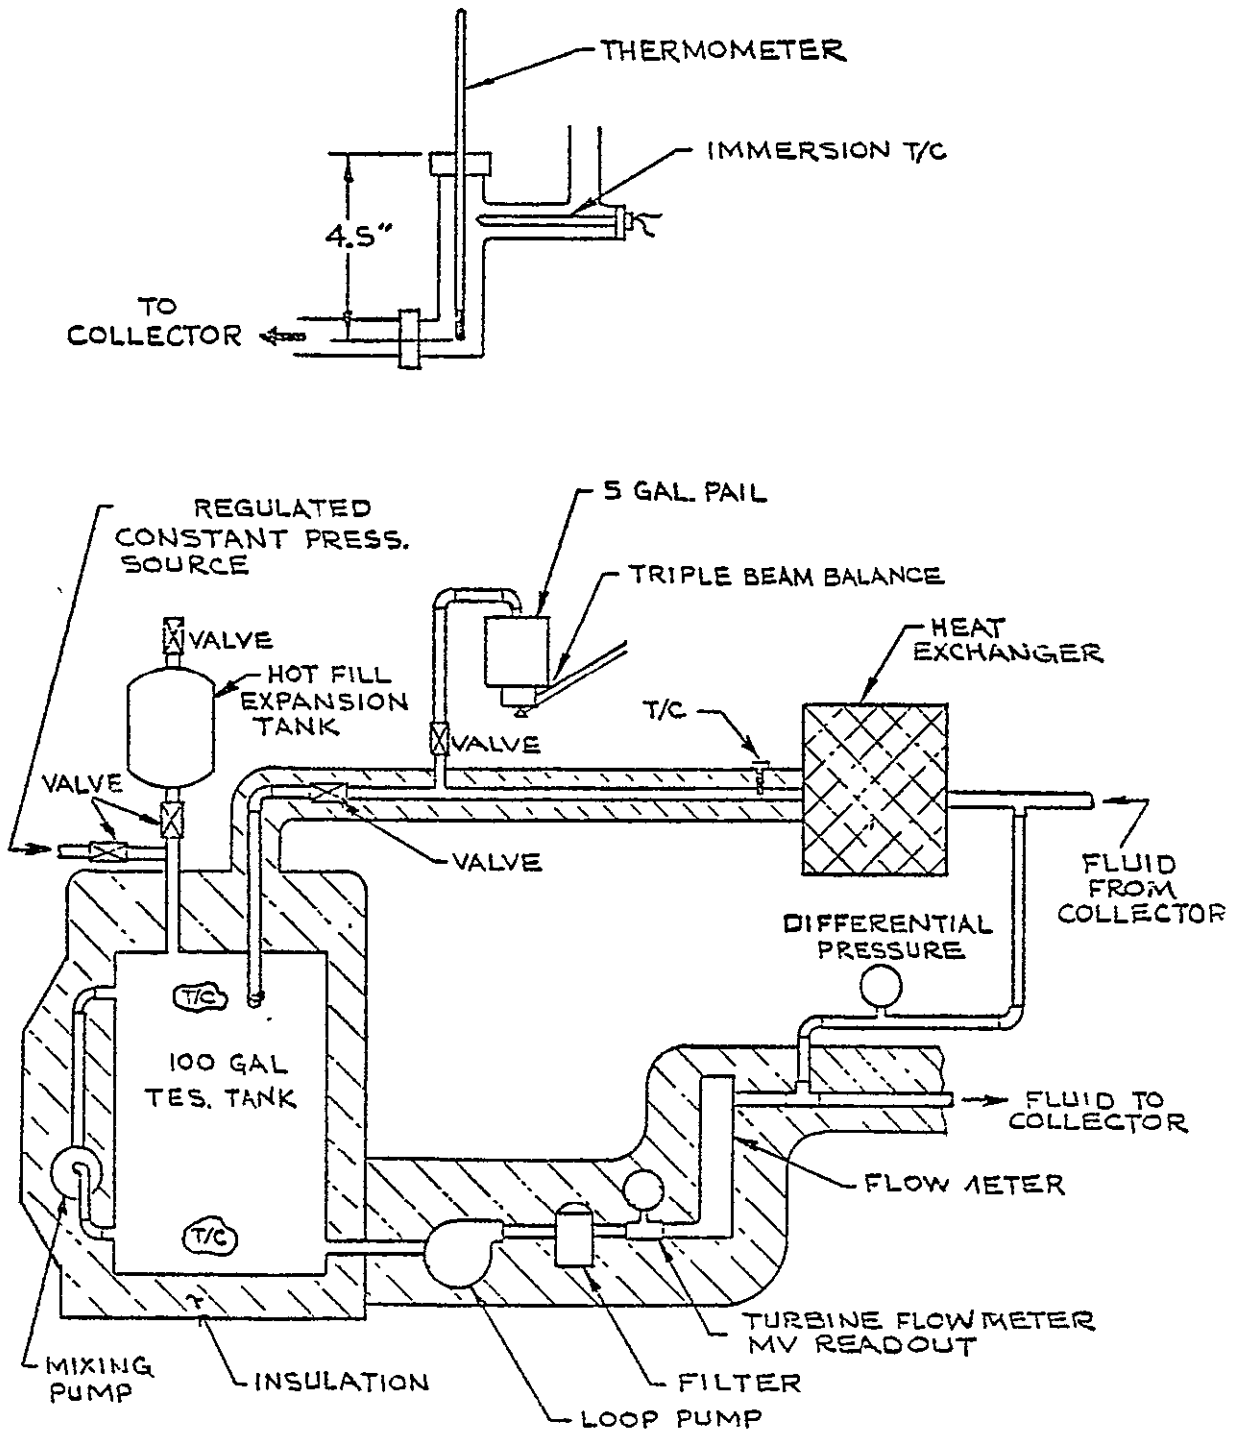 THERMOMETER
IMMERSION T/C
4.5"
TO
COLLECTOR
5 GAL. PAIL
REGULATED
CONSTANT PRESS.
SOURCE
TRIPLE BEAM BALANCE
VALVE
HEAT
EXCHANGER
HOT FILL
EXPANSION
TANK
T/C
VALVE
VALVE
VALVE
FLUID
FROM
COLLECTOR
DIFFERENTIAL
PRESSURE
T/C
100 GAL
TES. TANK
FLUID TO
COLLECTOR
FLOW METER
T/C
TURBINE FLOWMETER
MV READOUT
MIXING
PUMP
INSULATION
FILTER
LOOP PUMP